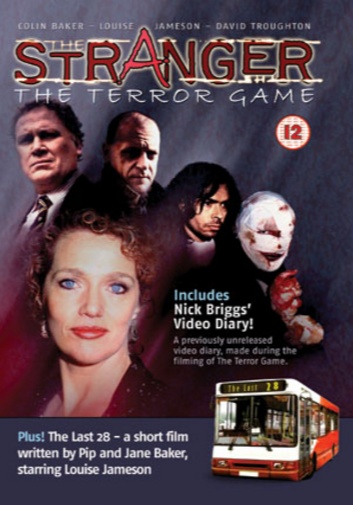 COLIN BAKER – LOUISE JAMESON – DAVID TROUGHTON
THE
STRANGER
THE TERROR GAME
12
Includes
Nick Briggs'
Video Diary!
A previously unreleased
video diary, made during the
filming of The Terror Game.
The Last 28
Plus! The Last 28 – a short film
written by Pip and Jane Baker,
starring Louise Jameson